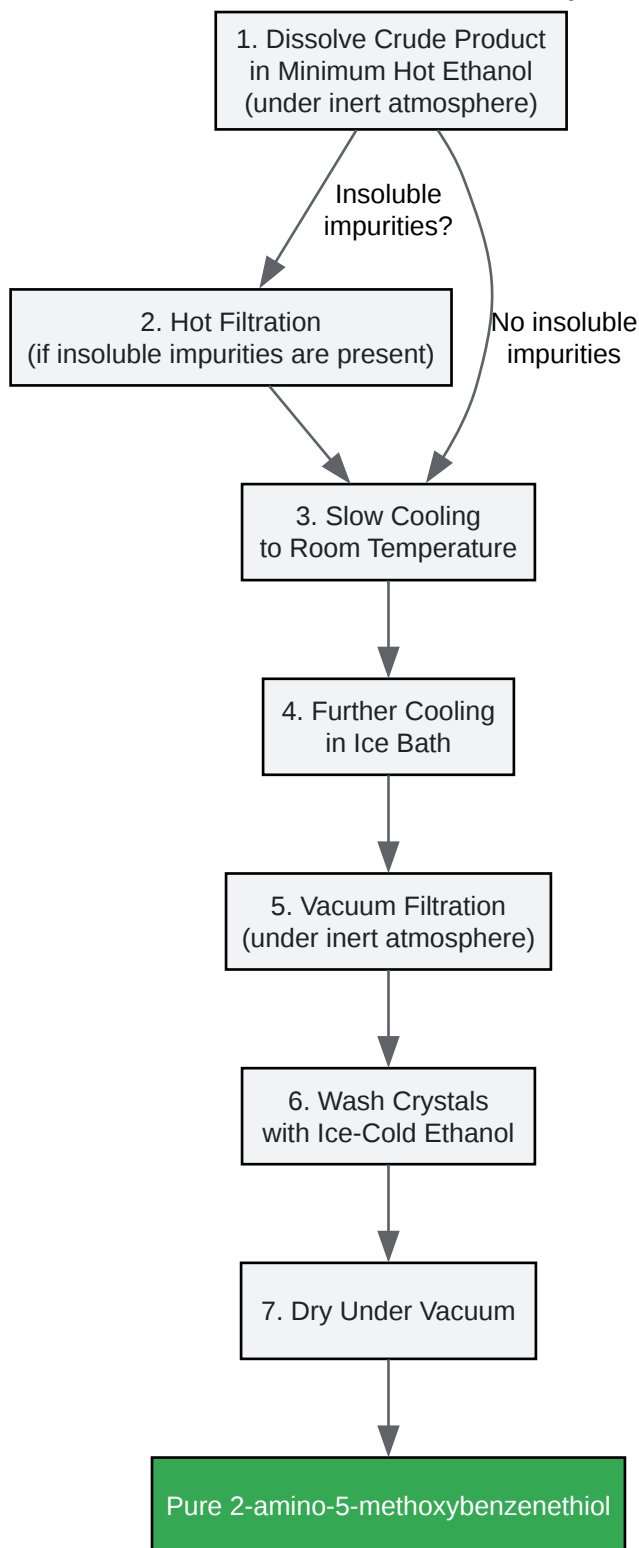 1. Dissolve Crude Product
in Minimum Hot Ethanol
(under inert atmosphere)
Insoluble
impurities?
2. Hot Filtration
(if insoluble impurities are present)
No insoluble
impurities
3. Slow Cooling
to Room Temperature
4. Further Cooling
in Ice Bath
5. Vacuum Filtration
(under inert atmosphere)
6. Wash Crystals
with Ice-Cold Ethanol
7. Dry Under Vacuum
Pure 2-amino-5-methoxybenzenethiol